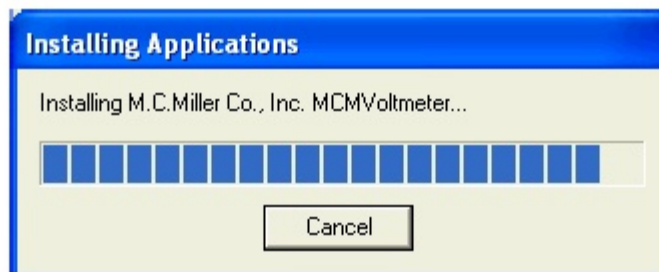 Installing Applications
Installing M.C.Miller Co., Inc. MCMVoltmeter...
Cancel